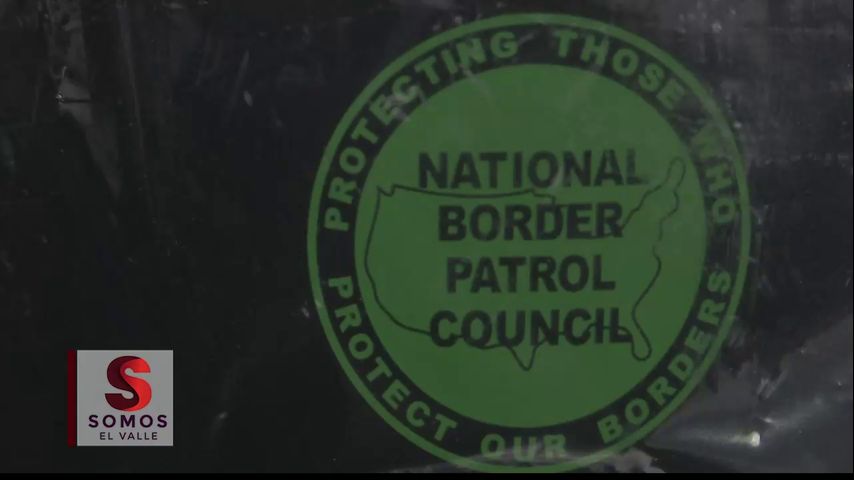 PROTECTING THOSE WHO
PROTECT OUR BORDERS
NATIONAL
BORDER
PATROL
COUNCIL
S
SOMOS
EL VALLE